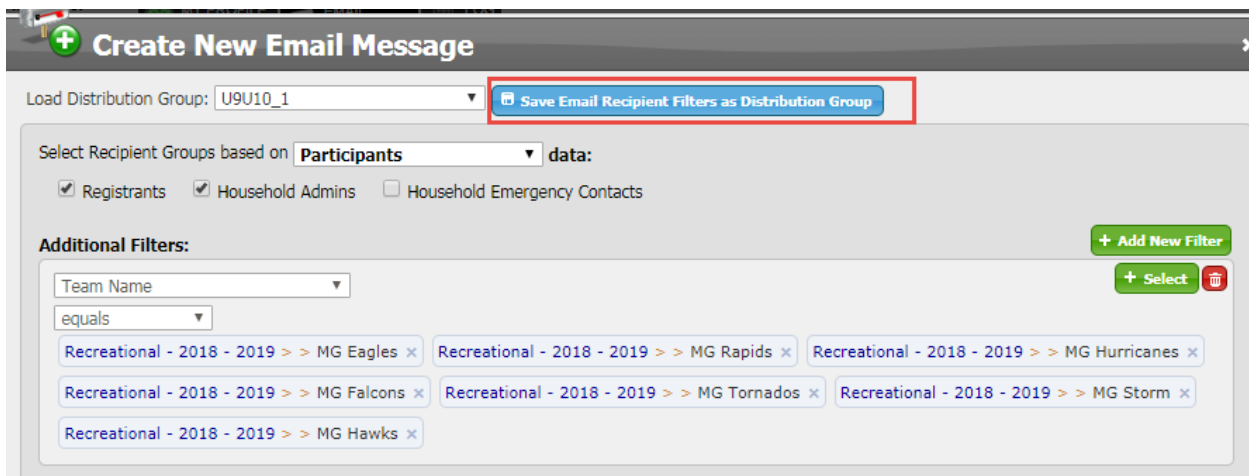 Create New Email Message
Load Distribution Group: U9U10_1 Save Email Recipient Filters as Distribution Group
Select Recipient Groups based on Participants data:
Registrants Household Admins Household Emergency Contacts
Additional Filters: + Add New Filter
Team Name + Select
equals
Recreational - 2018 - 2019 > > MG Eagles × Recreational - 2018 - 2019 > > MG Rapids × Recreational - 2018 - 2019 > > MG Hurricanes ×
Recreational - 2018 - 2019 > > MG Falcons × Recreational - 2018 - 2019 > > MG Tornados × Recreational - 2018 - 2019 > > MG Storm ×
Recreational - 2018 - 2019 > > MG Hawks ×